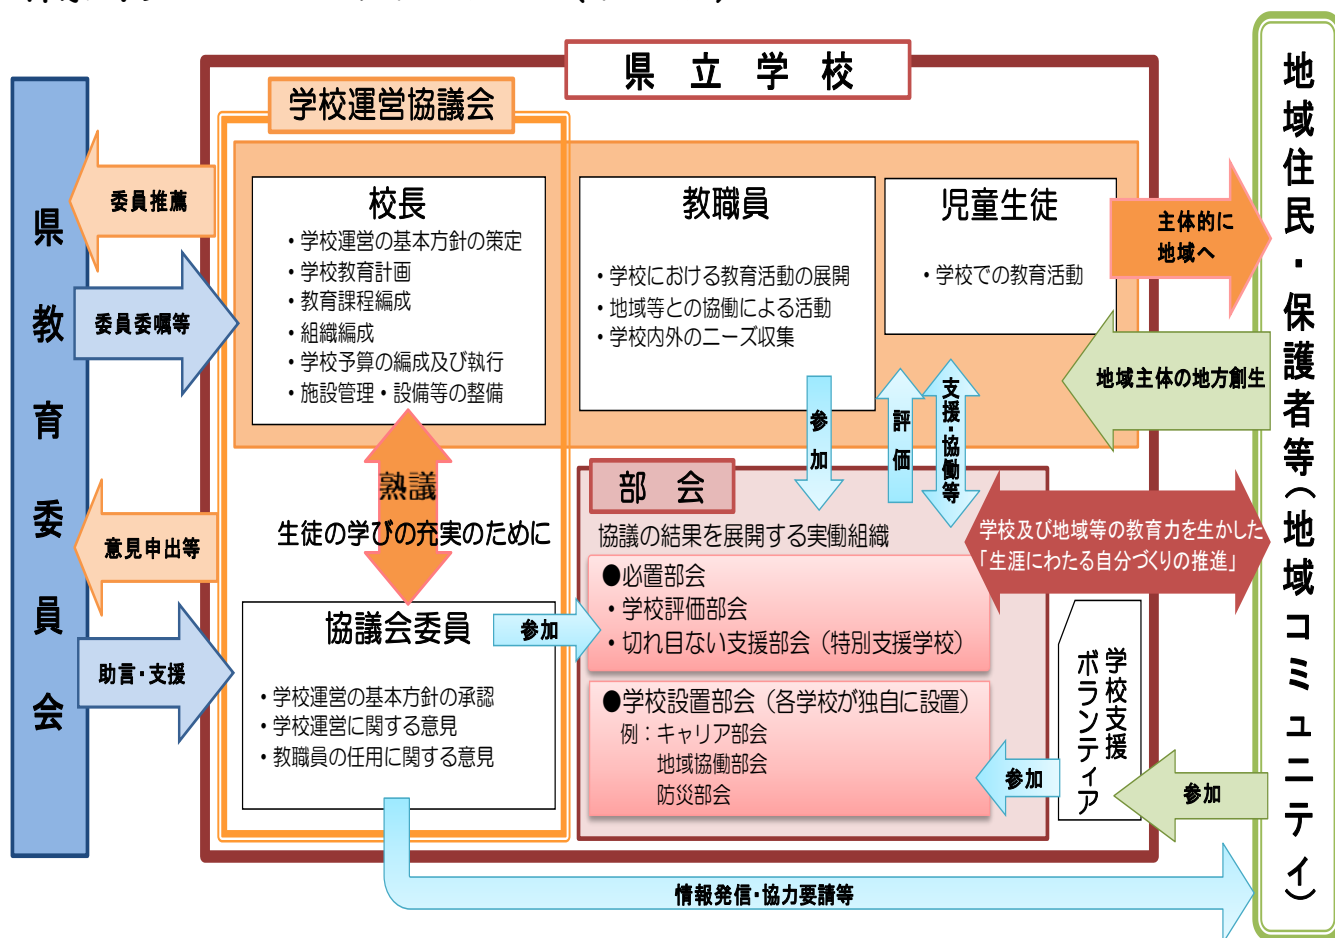 県立学校
学校運営協議会
県教育委員会
委員推薦
委員委嘱等
意見申出等
助言・支援
校長
・学校運営の基本方針の策定
・学校教育計画
・教育課程編成
・組織編成
・学校予算の編成及び執行
・施設管理・設備等の整備
教職員
・学校における教育活動の展開
・地域等との協働による活動
・学校内外のニーズ収集
児童生徒
・学校での教育活動
主体的に
地域へ
地域主体の地方創生
熟議
生徒の学びの充実のために
参加
評価
支援・協働等
部会
協議の結果を展開する実働組織
●必置部会
・学校評価部会
・切れ目ない支援部会（特別支援学校）
●学校設置部会（各学校が独自に設置）
例：キャリア部会
地域協働部会
防災部会
学校及び地域等の教育力を生かした
「生涯にわたる自分づくりの推進」
協議会委員
・学校運営の基本方針の承認
・学校運営に関する意見
・教職員の任用に関する意見
参加
学校支援
ボランティア
参加
参加
情報発信・協力要請等
地域住民・保護者等（地域コミュニティ）